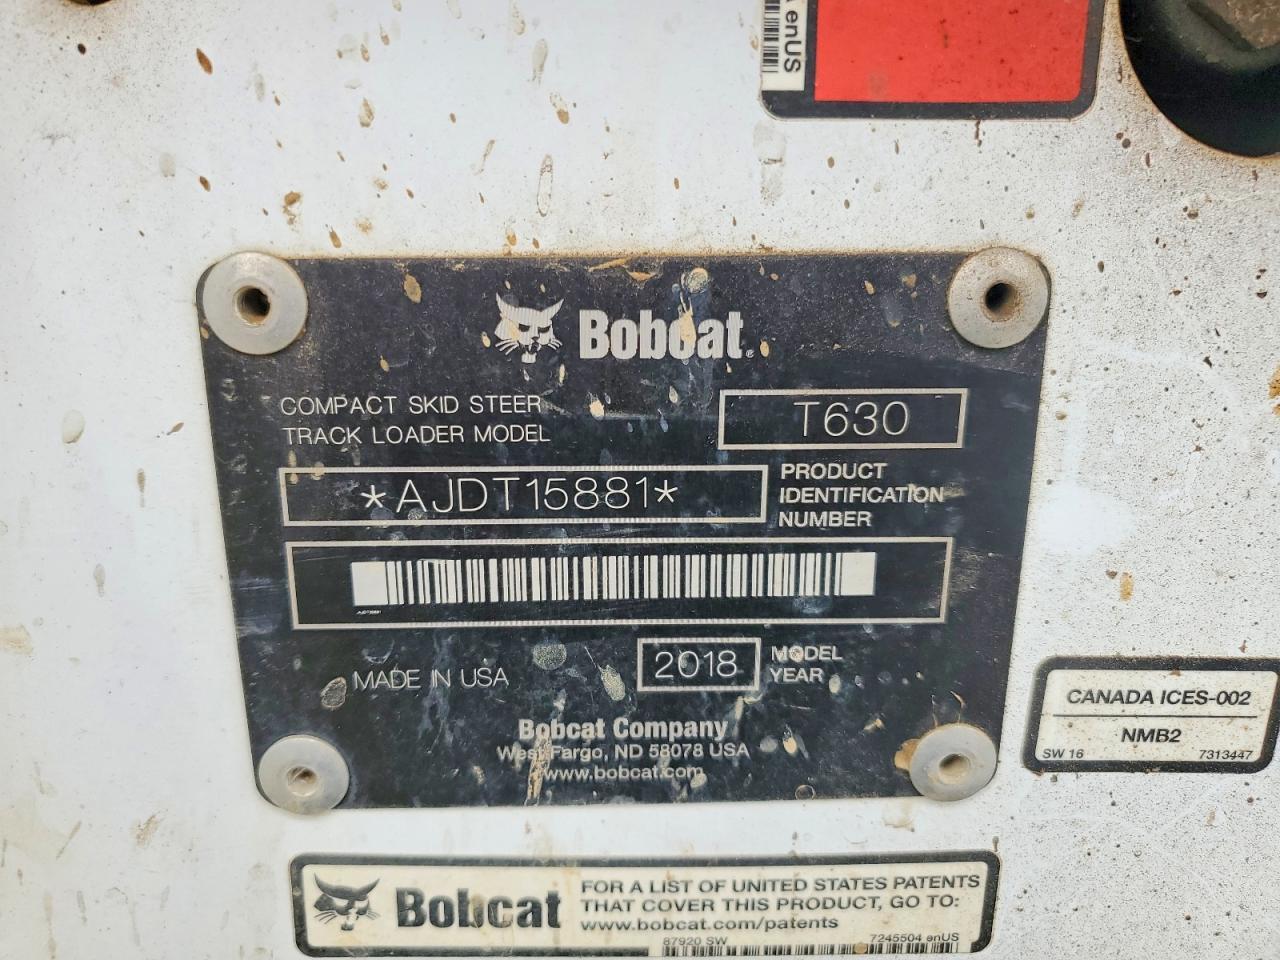 A enUS
Bobcat
COMPACT SKID STEER
TRACK LOADER MODEL
T630
*AJDT15881*
PRODUCT
IDENTIFICATION
NUMBER
AJDT15881
MADE IN USA
2018
MODEL
YEAR
Bobcat Company
West Fargo, ND 58078 USA
www.bobcat.com
CANADA ICES-002
NMB2
SW 16
7313447
Bobcat
FOR A LIST OF UNITED STATES PATENTS
THAT COVER THIS PRODUCT, GO TO:
www.bobcat.com/patents
87920 SW
7245504 enUS